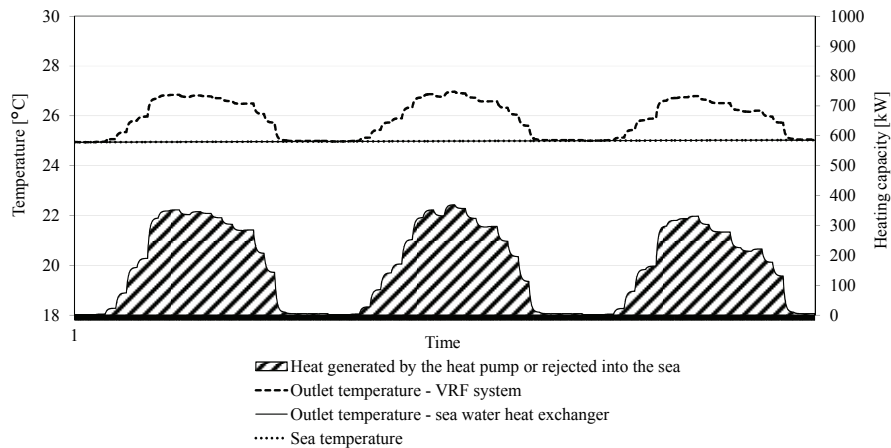 30
28
26
24
22
20
18
Temperature [°C]
1000
900
800
700
600
500
400
300
200
100
0
Heating capacity [kW]
1
Time
Heat generated by the heat pump or rejected into the sea
Outlet temperature - VRF system
Outlet temperature - sea water heat exchanger
Sea temperature